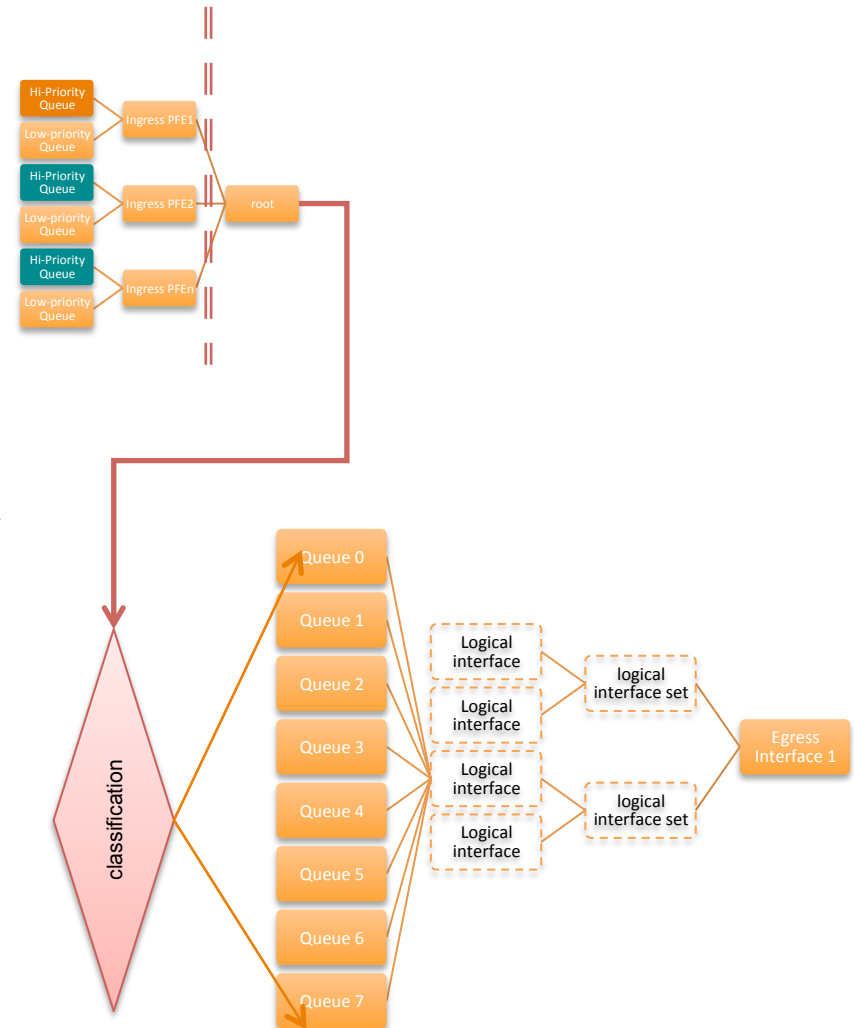 Hi-Priority
Queue
Low-priority
Queue
Ingress PFE1
Hi-Priority
Queue
Low-priority
Queue
Ingress PFE2
root
Hi-Priority
Queue
Low-priority
Queue
Ingress PFEn
classification
Queue 0
Queue 1
Queue 2
Queue 3
Queue 4
Queue 5
Queue 6
Queue 7
Logical
interface
Logical
interface
Logical
interface
Logical
interface
logical
interface set
logical
interface set
Egress
Interface 1